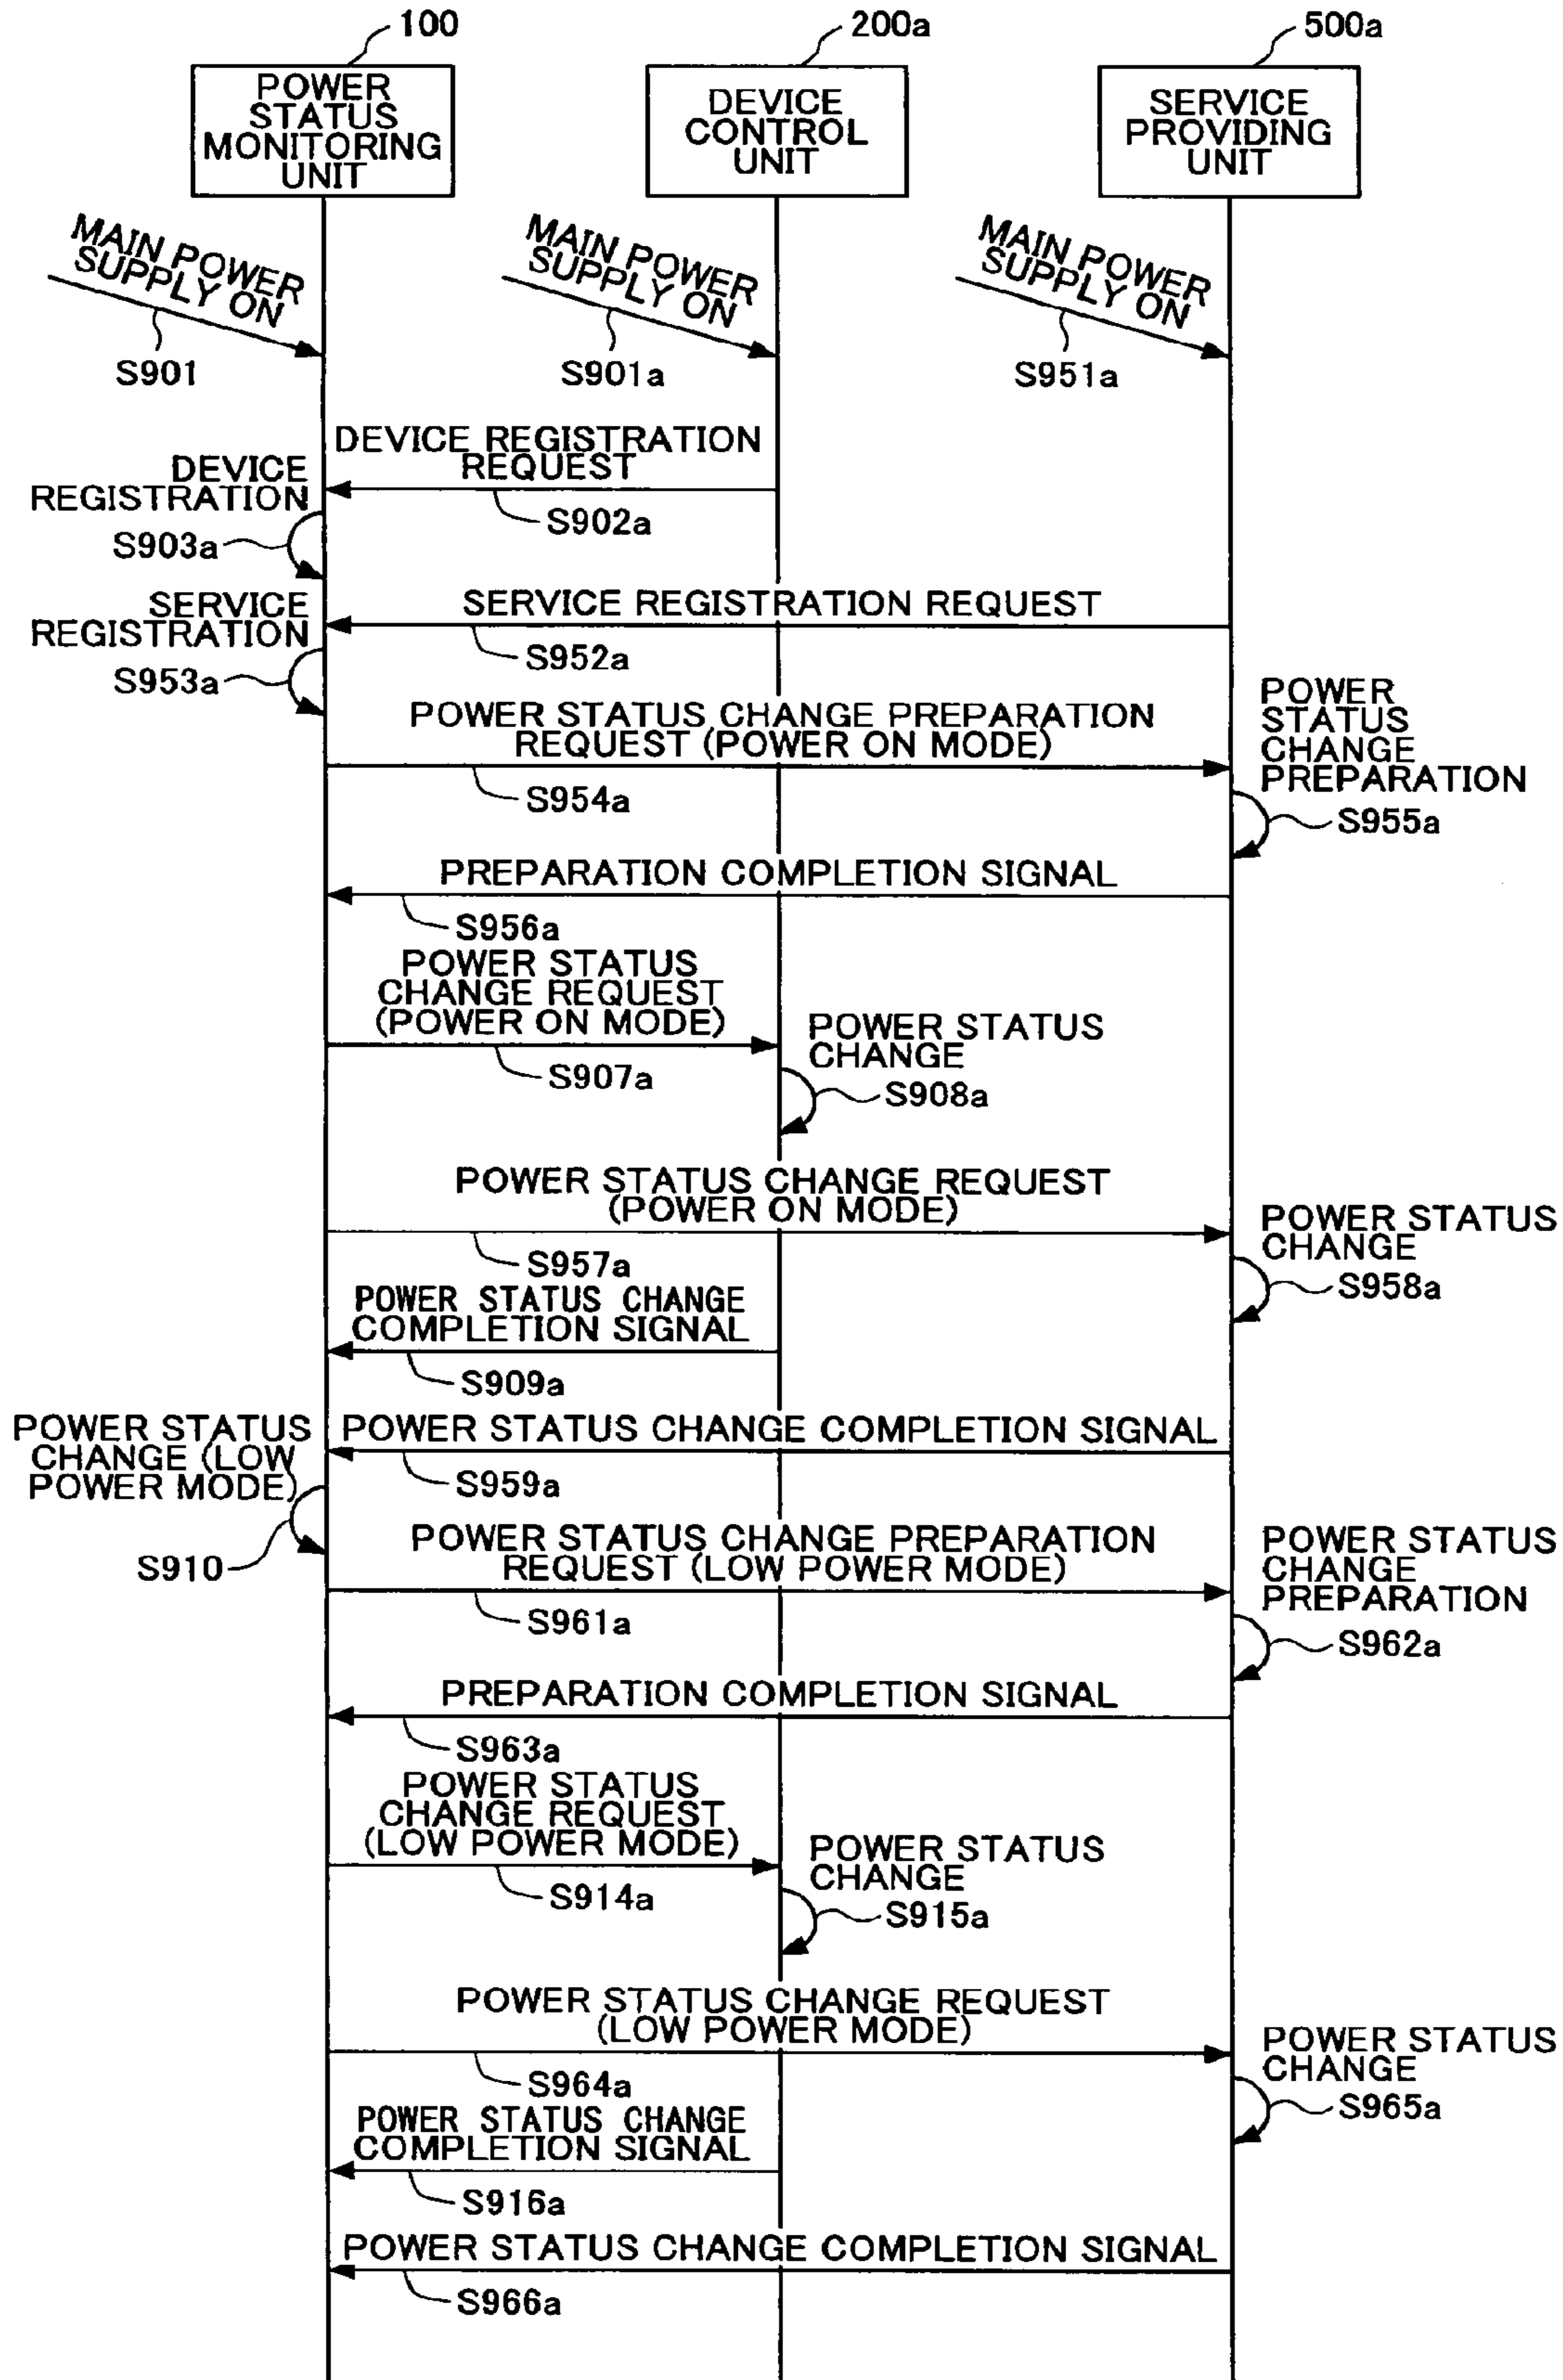 100
200a
500a
POWER
STATUS
MONITORING
UNIT
DEVICE
CONTROL
UNIT
SERVICE
PROVIDING
UNIT
MAIN POWER
SUPPLY ON
S901
MAIN POWER
SUPPLY ON
S901a
MAIN POWER
SUPPLY ON
S951a
DEVICE REGISTRATION
REQUEST
S902a
DEVICE
REGISTRATION
S903a
SERVICE REGISTRATION REQUEST
S952a
SERVICE
REGISTRATION
S953a
POWER STATUS CHANGE PREPARATION
REQUEST (POWER ON MODE)
S954a
POWER
STATUS
CHANGE
PREPARATION
S955a
PREPARATION COMPLETION SIGNAL
S956a
POWER STATUS
CHANGE REQUEST
(POWER ON MODE)
S907a
POWER STATUS
CHANGE
S908a
POWER STATUS CHANGE REQUEST
(POWER ON MODE)
S957a
POWER STATUS
CHANGE
S958a
POWER STATUS CHANGE
COMPLETION SIGNAL
S909a
POWER STATUS CHANGE COMPLETION SIGNAL
S959a
POWER STATUS
CHANGE (LOW
POWER MODE)
S910
POWER STATUS CHANGE PREPARATION
REQUEST (LOW POWER MODE)
S961a
POWER STATUS
CHANGE
PREPARATION
S962a
PREPARATION COMPLETION SIGNAL
S963a
POWER STATUS
CHANGE REQUEST
(LOW POWER MODE)
S914a
POWER STATUS
CHANGE
S915a
POWER STATUS CHANGE REQUEST
(LOW POWER MODE)
S964a
POWER STATUS
CHANGE
S965a
POWER STATUS CHANGE
COMPLETION SIGNAL
S916a
POWER STATUS CHANGE COMPLETION SIGNAL
S966a